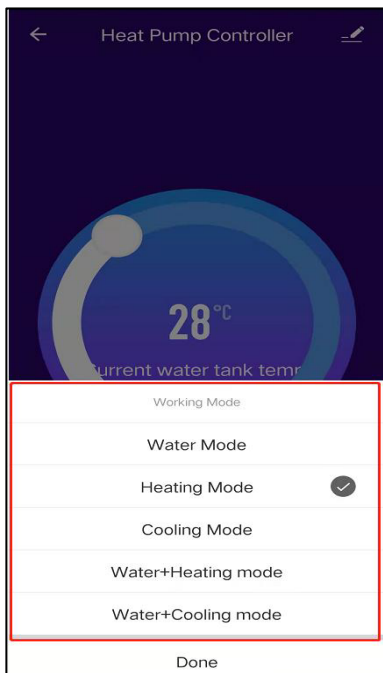 Heat Pump Controller
28°C
Current water tank temp
Working Mode
Water Mode
Heating Mode
Cooling Mode
Water+Heating mode
Water+Cooling mode
Done